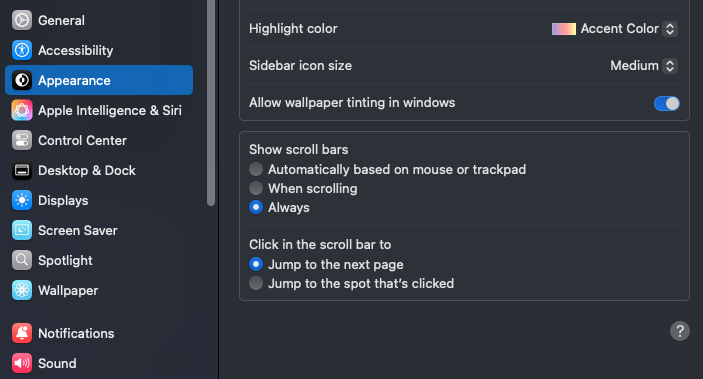 General
Accessibility
Appearance
Apple Intelligence & Siri
Control Center
Desktop & Dock
Displays
Screen Saver
Spotlight
Wallpaper
Notifications
Sound
Highlight color
Accent Color
Sidebar icon size
Medium
Allow wallpaper tinting in windows
Show scroll bars
Automatically based on mouse or trackpad
When scrolling
Always
Click in the scroll bar to
Jump to the next page
Jump to the spot that's clicked
?